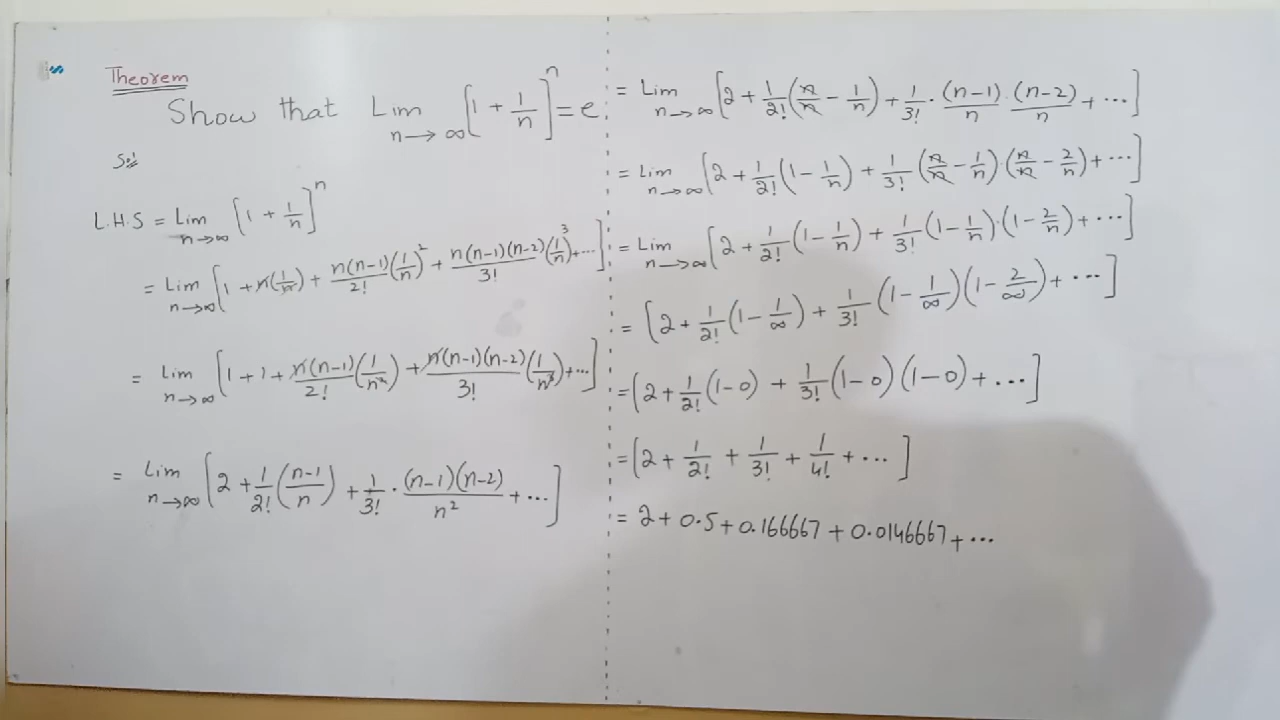 Theorem
Show that Lim n→∞ [1 + 1/n]^n = e
Sol:
L.H.S = Lim n→∞ [1 + 1/n]^n
= Lim n→∞ [1 + n(1/n) + n(n-1)/2! (1/n)^2 + n(n-1)(n-2)/3! (1/n)^3 + ...]
= Lim n→∞ [1 + 1 + n(n-1)/2! (1/n^2) + n(n-1)(n-2)/3! (1/n^3) + ...]
= Lim n→∞ [2 + 1/2! (n-1/n) + 1/3! · (n-1)(n-2)/n^2 + ...]
= Lim n→∞ [2 + 1/2! (n/n - 1/n) + 1/3! · (n-1)/n · (n-2)/n + ...]
= Lim n→∞ [2 + 1/2! (1 - 1/n) + 1/3! (n/n - 1/n)·(n/n - 2/n) + ...]
= Lim n→∞ [2 + 1/2! (1 - 1/n) + 1/3! (1 - 1/n)·(1 - 2/n) + ...]
= [2 + 1/2! (1 - 1/∞) + 1/3! (1 - 1/∞)(1 - 2/∞) + ...]
= [2 + 1/2! (1-0) + 1/3! (1-0)(1-0) + ...]
= [2 + 1/2! + 1/3! + 1/4! + ...]
= 2 + 0.5 + 0.166667 + 0.0146667 + ...